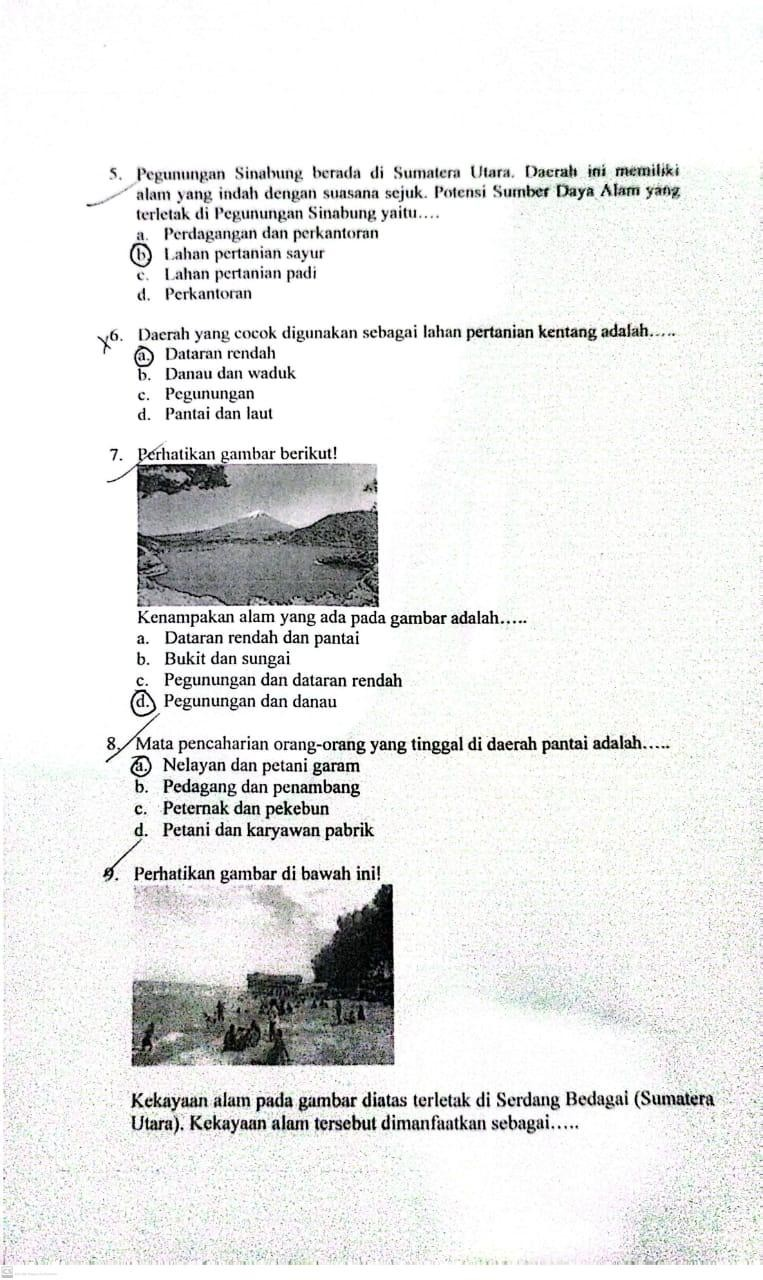 5. Pegunungan Sinabung berada di Sumatera Utara. Daerah ini memiliki
alam yang indah dengan suasana sejuk. Potensi Sumber Daya Alam yang
terletak di Pegunungan Sinabung yaitu....
a. Perdagangan dan perkantoran
b. Lahan pertanian sayur
c. Lahan pertanian padi
d. Perkantoran
6. Daerah yang cocok digunakan sebagai lahan pertanian kentang adalah.....
a. Dataran rendah
b. Danau dan waduk
c. Pegunungan
d. Pantai dan laut
7. Perhatikan gambar berikut!
Kenampakan alam yang ada pada gambar adalah.....
a. Dataran rendah dan pantai
b. Bukit dan sungai
c. Pegunungan dan dataran rendah
d. Pegunungan dan danau
8. Mata pencaharian orang-orang yang tinggal di daerah pantai adalah.....
a. Nelayan dan petani garam
b. Pedagang dan penambang
c. Peternak dan pekebun
d. Petani dan karyawan pabrik
9. Perhatikan gambar di bawah ini!
Kekayaan alam pada gambar diatas terletak di Serdang Bedagai (Sumatera
Utara). Kekayaan alam tersebut dimanfaatkan sebagai.....
CS